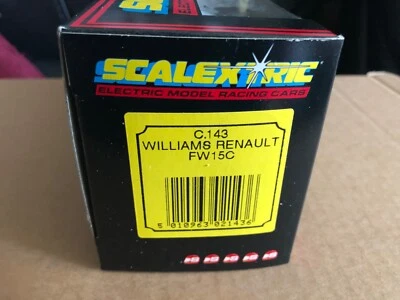 SCALEXTRIC
ELECTRIC MODEL RACING CARS
C.143
WILLIAMS RENAULT
FW15C
5 010963 021436